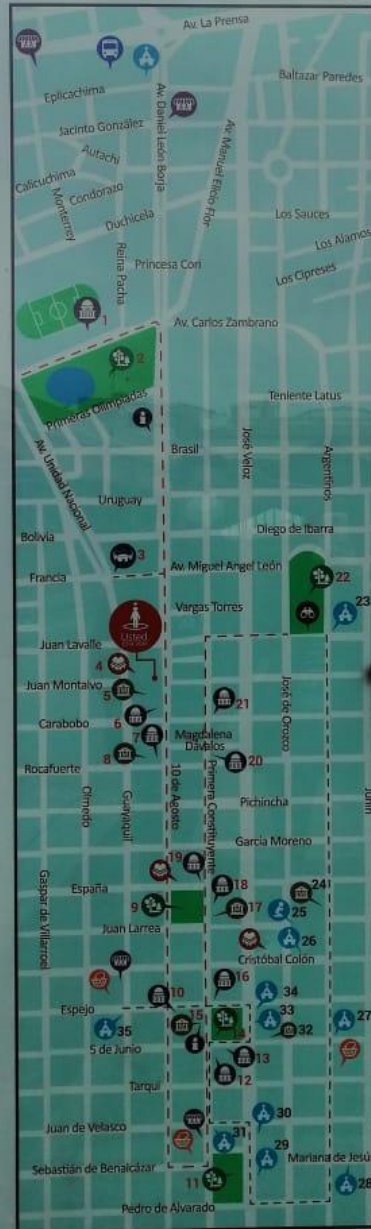 Av. La Prensa
Baltazar Paredes
Eplicachima
Av. Daniel León Borja
Jacinto González
Av. Manuel Elicio Flor
Autachi
Calicuchima
Condorazo
Monterrey
Duchicela
Reina Pacha
Los Sauces
Los Alamos
Princesa Cori
Los Cipreses
1
Av. Carlos Zambrano
2
Primeras Olimpiadas
Teniente Latus
Av. Unidad Nacional
Brasil
José Veloz
Argentinos
Uruguay
Bolivia
Diego de Ibarra
3
Francia
Av. Miguel Angel León
22
Vargas Torres
23
Usted
Juan Lavalle
4
Juan Montalvo
5
José de Orozco
21
Carabobo
6
7
Magdalena
Dávalos
Rocafuerte
8
20
Olmedo
Guayaquil
10 de Agosto
Primera Constituyente
Pichincha
García Moreno
19
España
18
24
Gaspar de Villarroel
9
17
25
Juan Larrea
26
Cristóbal Colón
16
10
34
Espejo
35
15
14
33
32
27
5 de Junio
13
Tarqui
12
30
Juan de Velasco
31
29
Mariana de Jesús
Sebastián de Benalcázar
11
28
Pedro de Alvarado